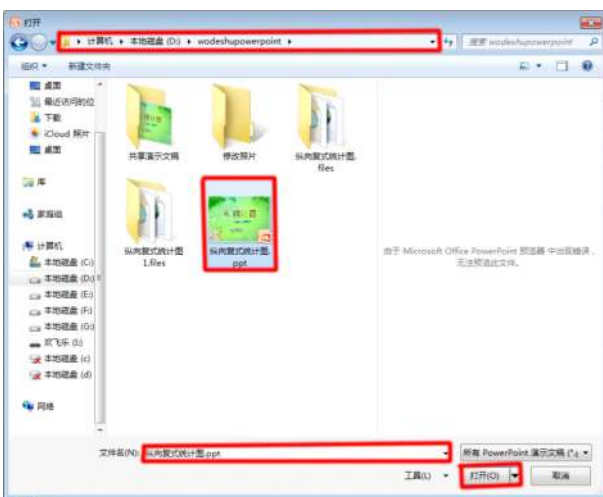 打开
计算机 ▸ 本地磁盘 (D:) ▸ wodeshupowerpoint ▸
搜索 wodeshupowerpoint
组织 新建文件夹
桌面
最近访问的位
下载
iCloud 照片
桌面
库
家庭组
计算机
本地磁盘 (C:)
本地磁盘 (D:)
本地磁盘 (E:)
本地磁盘 (F:)
本地磁盘 (G:)
欢飞乐 (I:)
本地磁盘 (c)
本地磁盘 (d)
网络
共享演示文稿
修改照片
纵向复式统计图.
files
纵向复式统计图
1.files
纵向复式统计图.
ppt
由于 Microsoft Office PowerPoint 预览器 中出现错误，
无法预览此文件。
文件名(N): 纵向复式统计图.ppt
所有 PowerPoint 演示文稿 (*.
工具(L) 打开(O) 取消